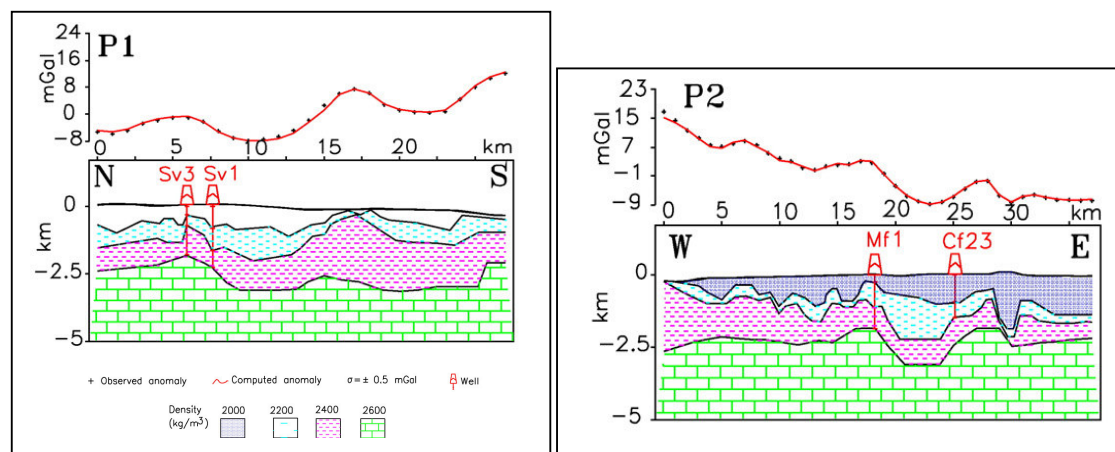 P1
mGal
24
16
8
0
-8
0 5 10 15 20 km
N S
Sv3 Sv1
km
0
-2.5
-5
+ Observed anomaly Computed anomaly σ=± 0.5 mGal Well
Density 2000 2200 2400 2600
(kg/m³)
P2
mGal
23
15
7
-1
-9
0 5 10 15 20 25 30 km
W E
Mf1 Cf23
km
0
-2.5
-5